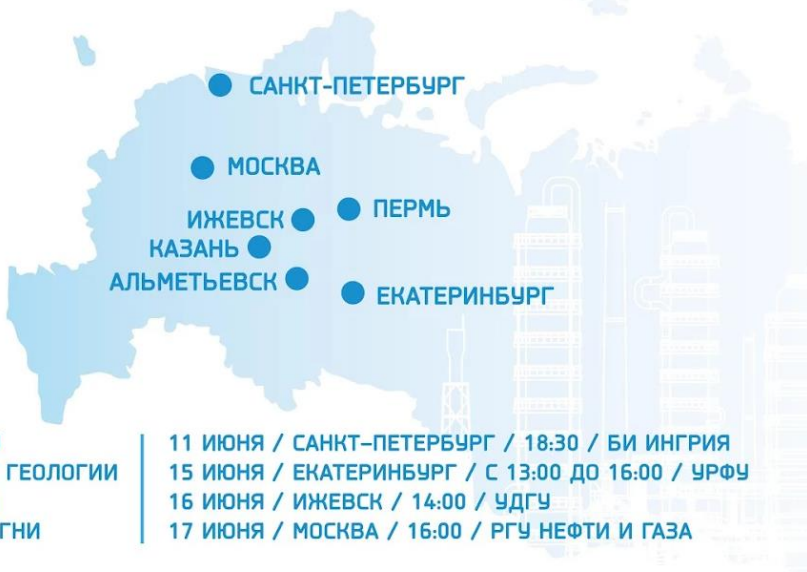 САНКТ-ПЕТЕРБУРГ
МОСКВА
ПЕРМЬ
ИЖЕВСК
КАЗАНЬ
АЛЬМЕТЬЕВСК
ЕКАТЕРИНБУРГ
11 ИЮНЯ / САНКТ–ПЕТЕРБУРГ / 18:30 / БИ ИНГРИЯ
ГЕОЛОГИИ
15 ИЮНЯ / ЕКАТЕРИНБУРГ / С 13:00 ДО 16:00 / УРФУ
16 ИЮНЯ / ИЖЕВСК / 14:00 / УДГУ
ГНИ
17 ИЮНЯ / МОСКВА / 16:00 / РГУ НЕФТИ И ГАЗА